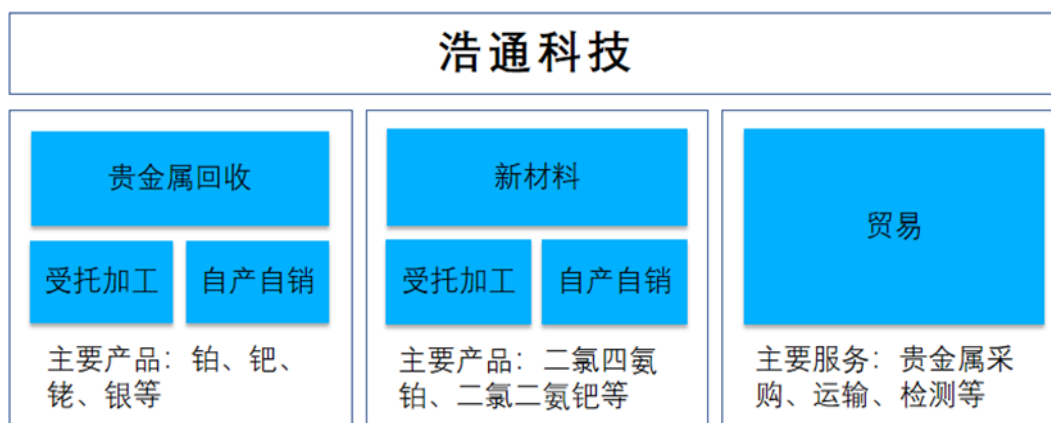 浩通科技
贵金属回收
受托加工
自产自销
主要产品：铂、钯、
铑、银等
新材料
受托加工
自产自销
主要产品：二氯四氨
铂、二氯二氨钯等
贸易
主要服务：贵金属采
购、运输、检测等